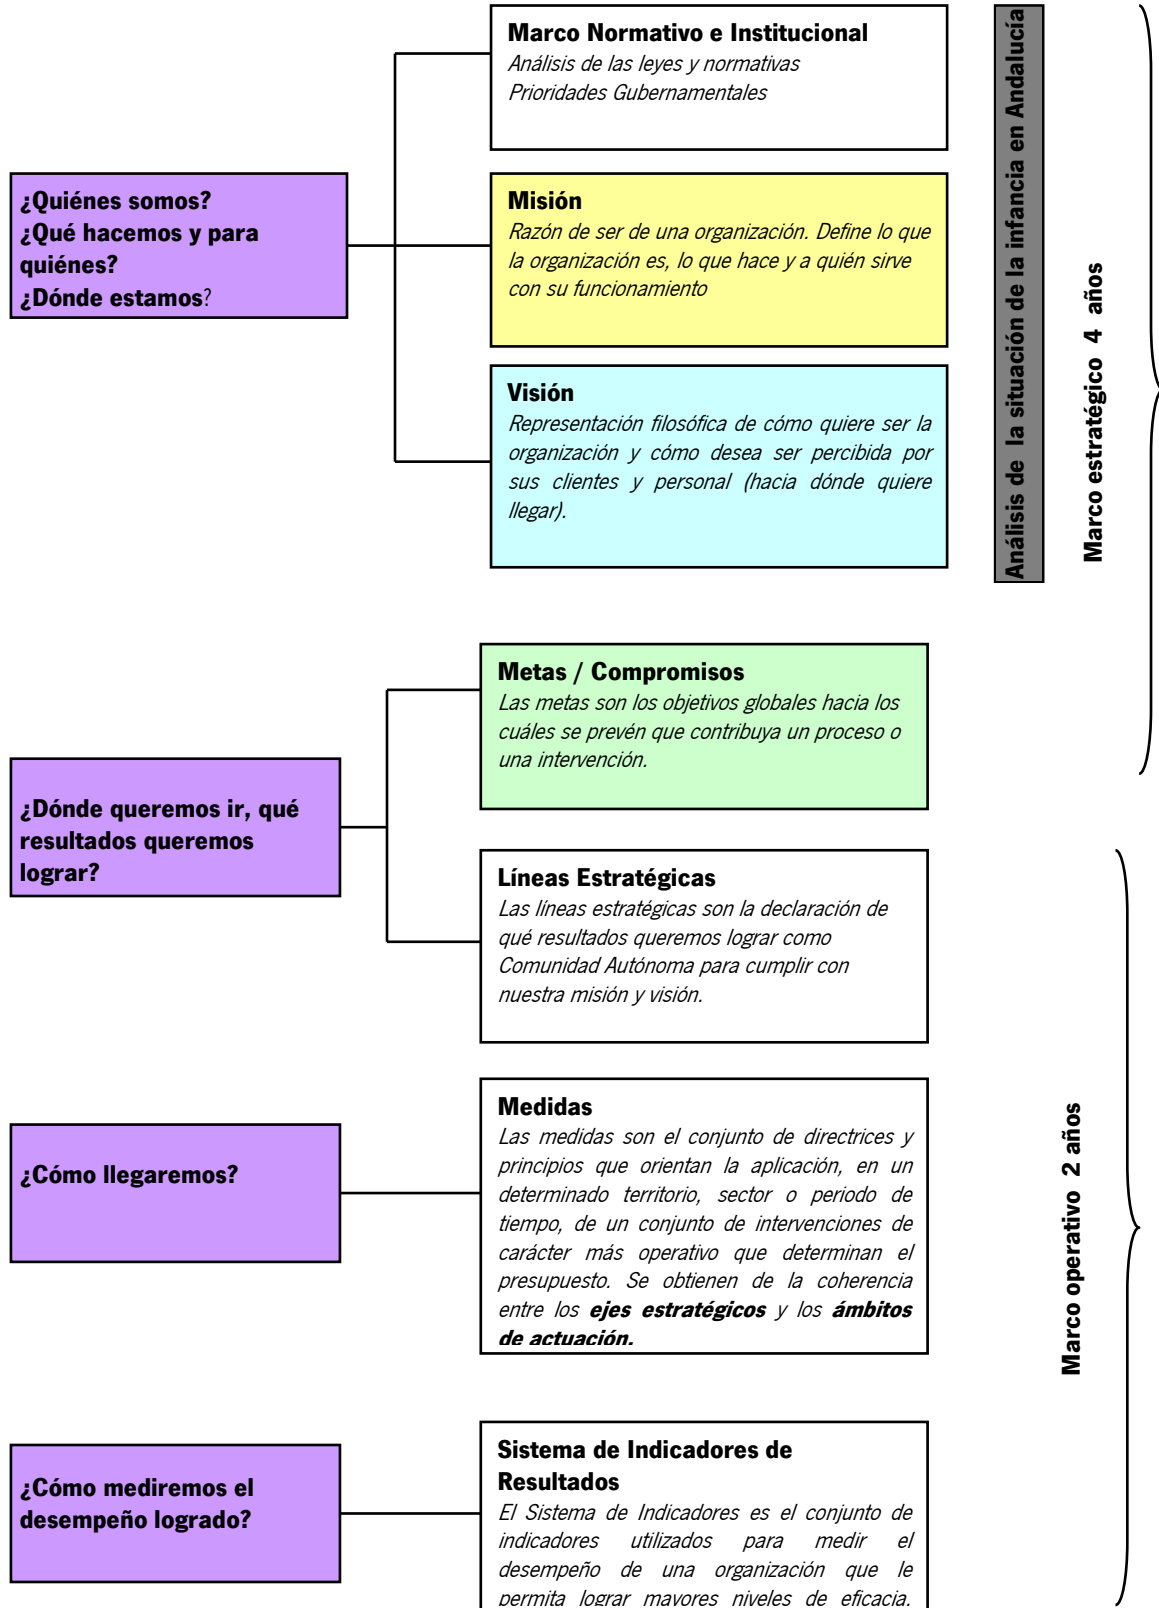 Marco Normativo e Institucional
Análisis de las leyes y normativas
Prioridades Gubernamentales
¿Quiénes somos?
¿Qué hacemos y para
quiénes?
¿Dónde estamos?
Misión
Razón de ser de una organización. Define lo que
la organización es, lo que hace y a quién sirve
con su funcionamiento
Visión
Representación filosófica de cómo quiere ser la
organización y cómo desea ser percibida por
sus clientes y personal (hacia dónde quiere
llegar).
Análisis de la situación de la infancia en Andalucía
Marco estratégico 4 años
Metas / Compromisos
Las metas son los objetivos globales hacia los
cuáles se prevén que contribuya un proceso o
una intervención.
¿Dónde queremos ir, qué
resultados queremos
lograr?
Líneas Estratégicas
Las líneas estratégicas son la declaración de
qué resultados queremos lograr como
Comunidad Autónoma para cumplir con
nuestra misión y visión.
¿Cómo llegaremos?
Medidas
Las medidas son el conjunto de directrices y
principios que orientan la aplicación, en un
determinado territorio, sector o periodo de
tiempo, de un conjunto de intervenciones de
carácter más operativo que determinan el
presupuesto. Se obtienen de la coherencia
entre los ejes estratégicos y los ámbitos
de actuación.
Marco operativo 2 años
¿Cómo mediremos el
desempeño logrado?
Sistema de Indicadores de
Resultados
El Sistema de Indicadores es el conjunto de
indicadores utilizados para medir el
desempeño de una organización que le
permita lograr mayores niveles de eficacia.